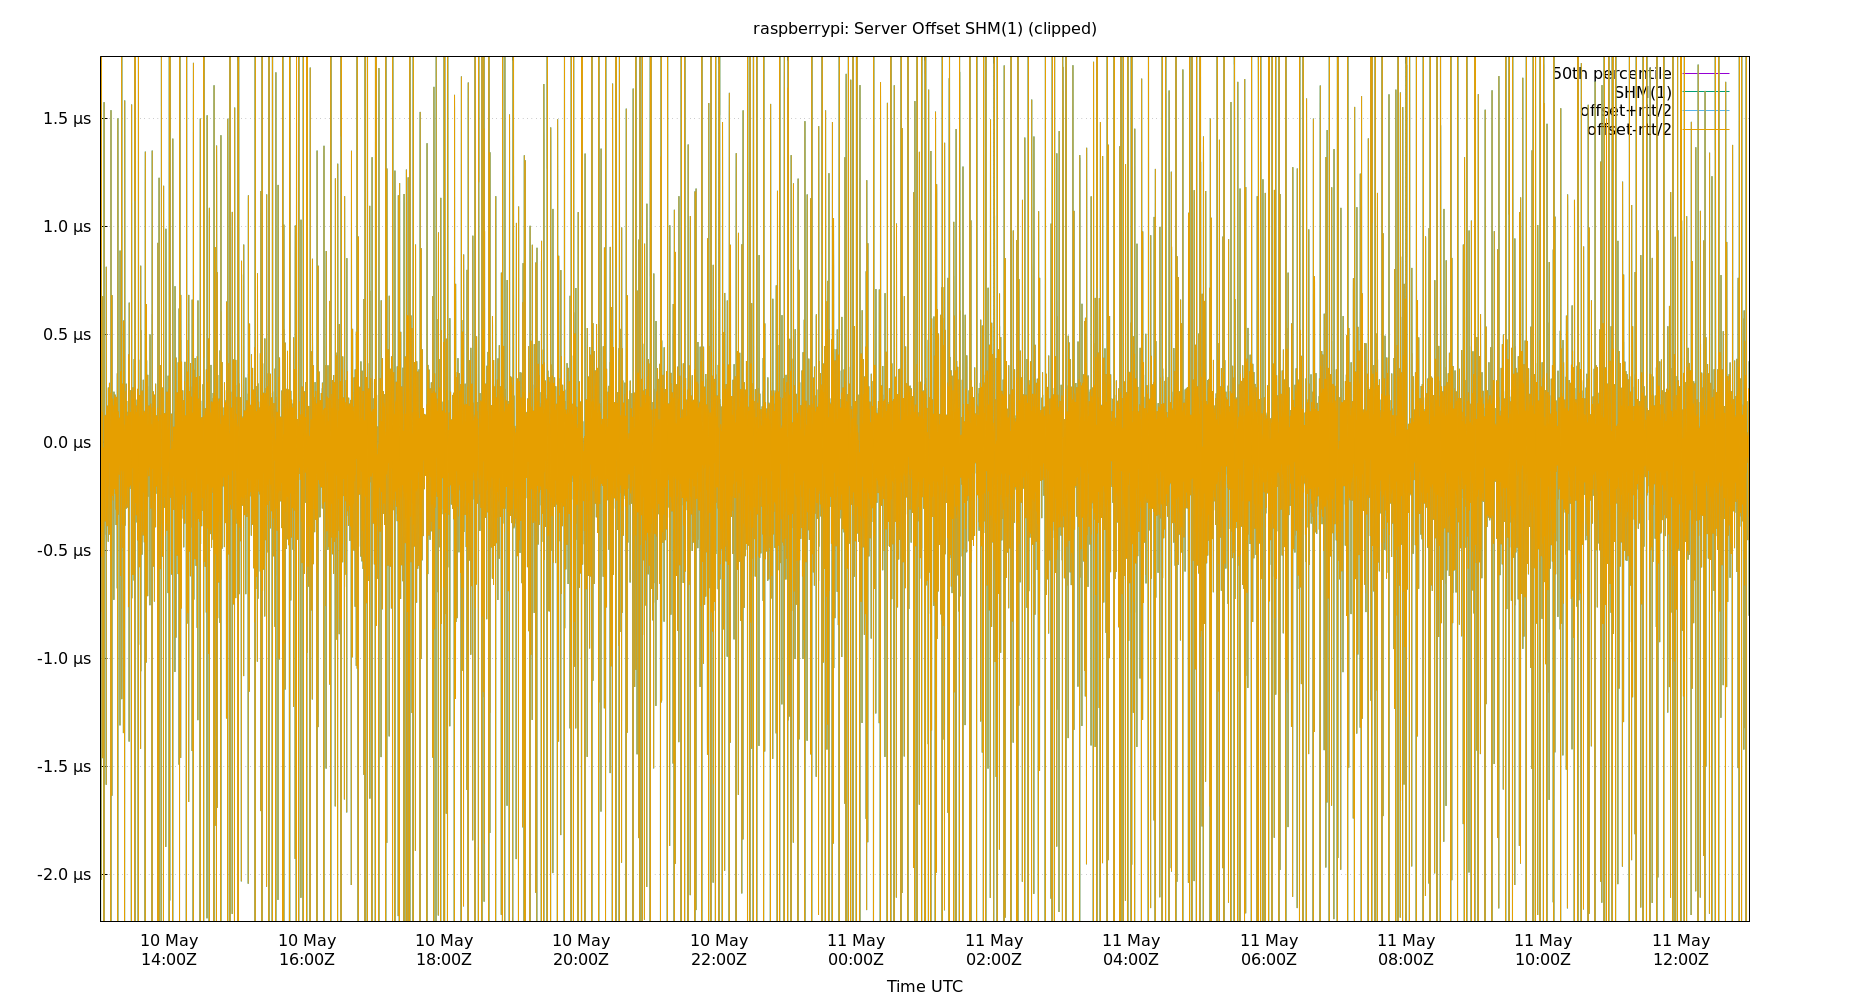 raspberrypi: Server Offset SHM(1) (clipped)
50th percentile
SHM(1)
offset+rtt/2
offset-rtt/2
1.5 µs
1.0 µs
0.5 µs
0.0 µs
-0.5 µs
-1.0 µs
-1.5 µs
-2.0 µs
10 May 10 May 10 May 10 May 10 May 11 May 11 May 11 May 11 May 11 May 11 May 11 May
14:00Z 16:00Z 18:00Z 20:00Z 22:00Z 00:00Z 02:00Z 04:00Z 06:00Z 08:00Z 10:00Z 12:00Z
Time UTC